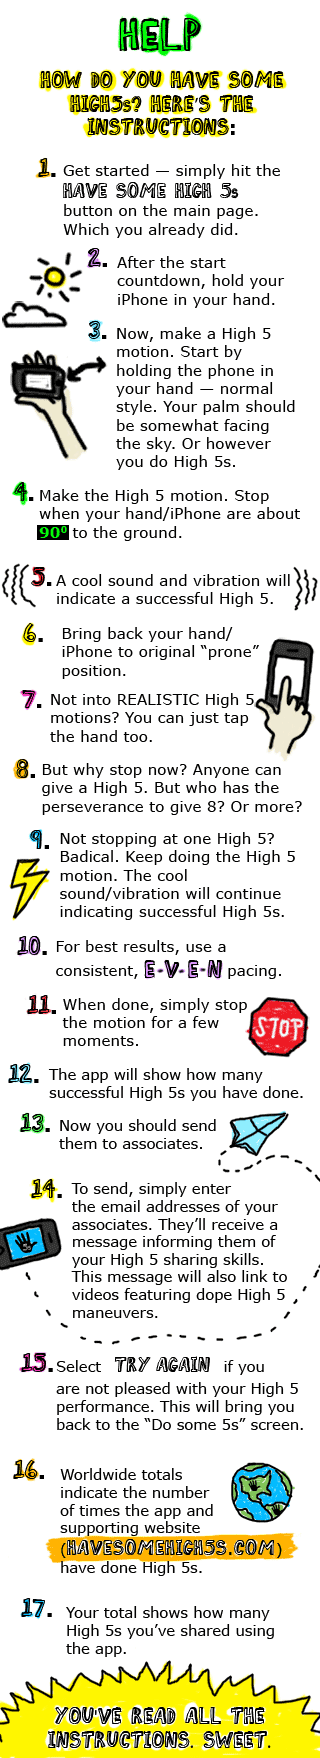 HELP
HOW DO YOU HAVE SOME
HIGH5s? HERE'S THE
INSTRUCTIONS:
1. Get started — simply hit the
HAVE SOME HIGH 5s
button on the main page.
Which you already did.
2. After the start
countdown, hold your
iPhone in your hand.
3. Now, make a High 5
motion. Start by
holding the phone in
your hand — normal
style. Your palm should
be somewhat facing
the sky. Or however
you do High 5s.
4. Make the High 5 motion. Stop
when your hand/iPhone are about
90º to the ground.
5. A cool sound and vibration will
indicate a successful High 5.
6. Bring back your hand/
iPhone to original “prone”
position.
7. Not into REALISTIC High 5
motions? You can just tap
the hand too.
8. But why stop now? Anyone can
give a High 5. But who has the
perseverance to give 8? Or more?
9. Not stopping at one High 5?
Badical. Keep doing the High 5
motion. The cool
sound/vibration will continue
indicating successful High 5s.
10. For best results, use a
consistent, E-V-E-N pacing.
11. When done, simply stop
the motion for a few
moments.
STOP
12. The app will show how many
successful High 5s you have done.
13. Now you should send
them to associates.
14. To send, simply enter
the email addresses of your
associates. They’ll receive a
message informing them of
your High 5 sharing skills.
This message will also link to
videos featuring dope High 5
maneuvers.
15. Select TRY AGAIN if you
are not pleased with your High 5
performance. This will bring you
back to the “Do some 5s” screen.
16. Worldwide totals
indicate the number
of times the app and
supporting website
(HAVESOMEHIGH5S.COM)
have done High 5s.
17. Your total shows how many
High 5s you’ve shared using
the app.
YOU'VE READ ALL THE
INSTRUCTIONS. SWEET.